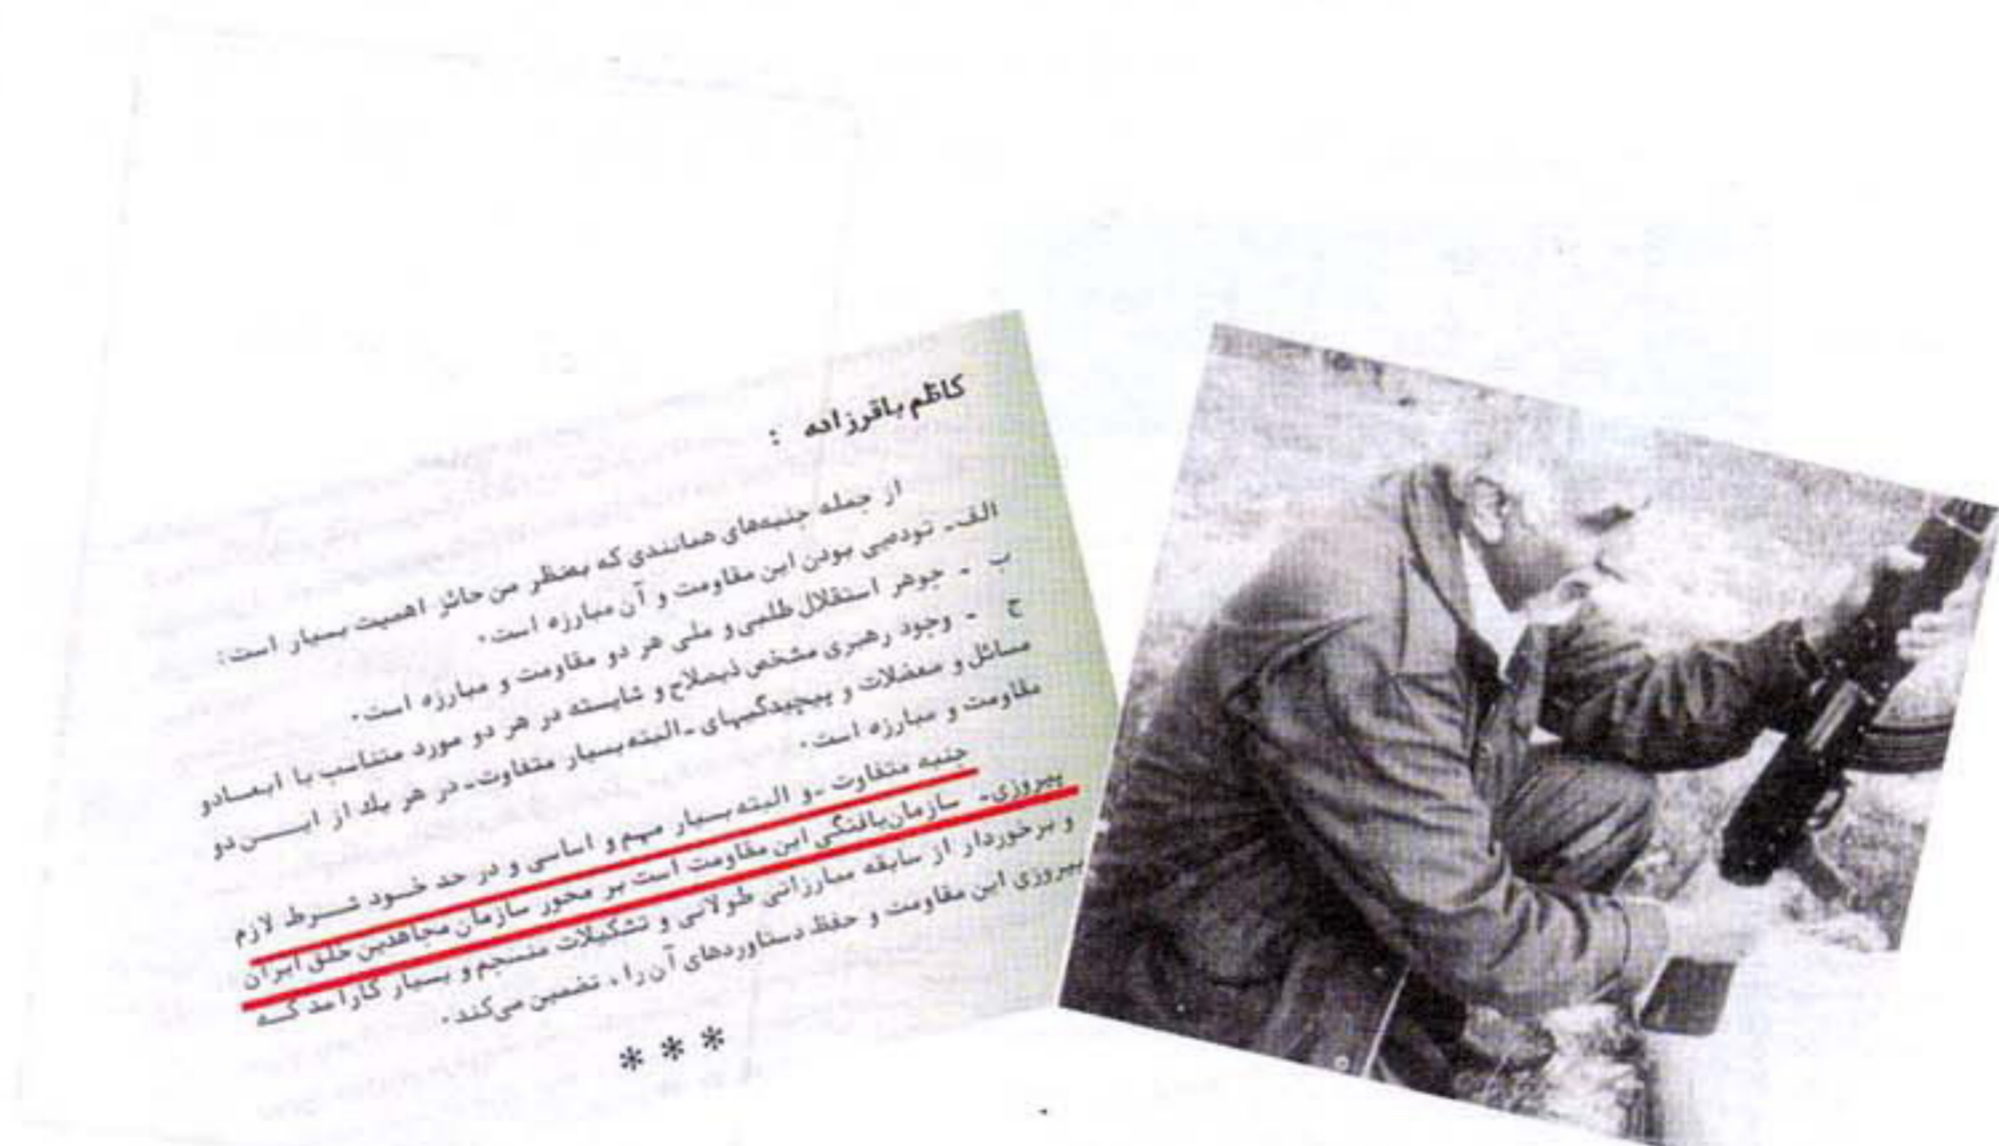 کاظم باقرزاده :
از جمله جنبه‌های همانندی که بنظر من حائز اهمیت بسیار است:
الف- توده‌یی بودن این مقاومت و آن مبارزه است.
ب - جوهر استقلال طلبی و ملی هر دو مقاومت و مبارزه است.
ج - وجود رهبری مشخص ذیصلاح و شایسته در هر دو مورد متناسب با ابعاد و
مسائل و معضلات و پیچیدگیهای - البته بسیار متفاوت - در هر یک از این دو
مقاومت و مبارزه است.
جنبه متفاوت - و البته بسیار مهم و اساسی و در حد خود شرط لازم
پیروزی - سازمان‌یافتگی این مقاومت است بر محور سازمان مجاهدین خلق ایران
و برخوردار از سابقه مبارزاتی طولانی و تشکیلات منسجم و بسیار کارآمد که
پیروزی این مقاومت و حفظ دستاوردهای آن را، تضمین می‌کند.
***